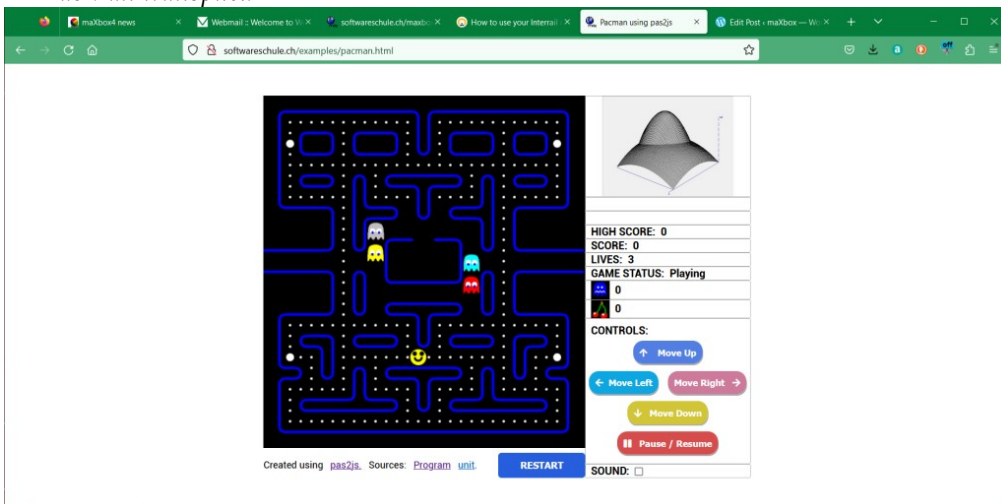 maXbox4 news
Webmail :: Welcome to W
softwareschule.ch/maxbo
How to use your Interrail
Pacman using pas2js
Edit Post ‹ maXbox — Wo
softwareschule.ch/examples/pacman.html
off
HIGH SCORE: 0
SCORE: 0
LIVES: 3
GAME STATUS: Playing
0
0
CONTROLS:
Move Up
Move Left
Move Right
Move Down
Pause / Resume
Created using pas2js. Sources: Program unit.
RESTART
SOUND: